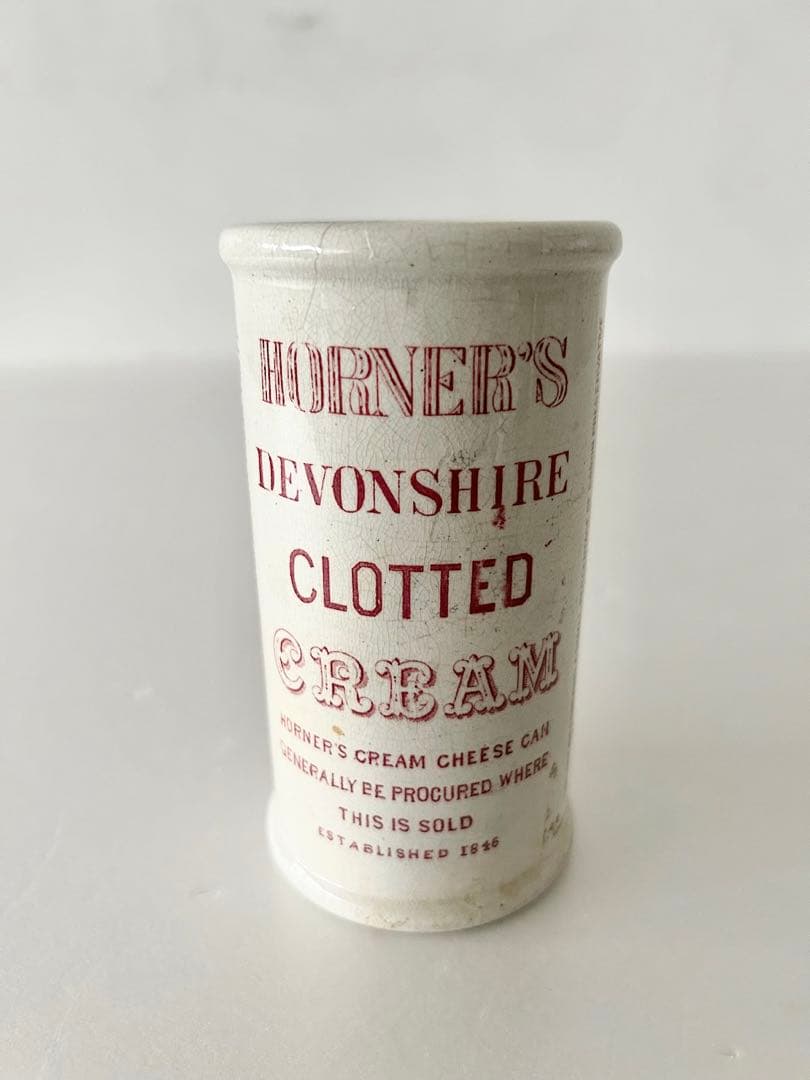 HORNER'S
DEVONSHIRE
CLOTTED
CREAM
HORNER'S CREAM CHEESE CAN
GENERALLY BE PROCURED WHERE
THIS IS SOLD
ESTABLISHED 1846